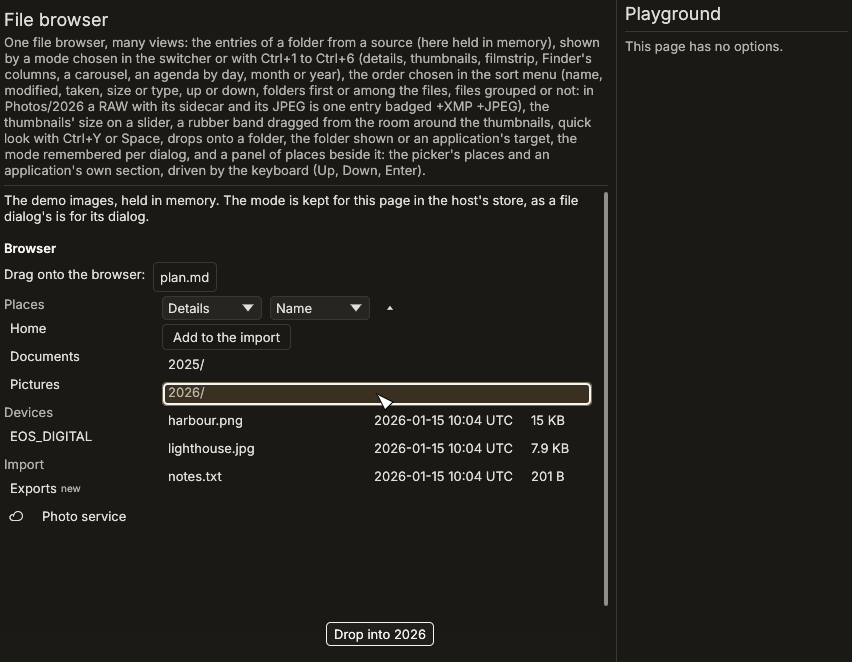 File browser
One file browser, many views: the entries of a folder from a source (here held in memory), shown
by a mode chosen in the switcher or with Ctrl+1 to Ctrl+6 (details, thumbnails, filmstrip, Finder's
columns, a carousel, an agenda by day, month or year), the order chosen in the sort menu (name,
modified, taken, size or type, up or down, folders first or among the files, files grouped or not: in
Photos/2026 a RAW with its sidecar and its JPEG is one entry badged +XMP +JPEG), the
thumbnails' size on a slider, a rubber band dragged from the room around the thumbnails, quick
look with Ctrl+Y or Space, drops onto a folder, the folder shown or an application's target, the
mode remembered per dialog, and a panel of places beside it: the picker's places and an
application's own section, driven by the keyboard (Up, Down, Enter).
The demo images, held in memory. The mode is kept for this page in the host's store, as a file
dialog's is for its dialog.
Browser
Drag onto the browser: plan.md
Places
Home
Documents
Pictures
Devices
EOS_DIGITAL
Import
Exports new
Photo service
Details Name
Add to the import
2025/
2026/
harbour.png 2026-01-15 10:04 UTC 15 KB
lighthouse.jpg 2026-01-15 10:04 UTC 7.9 KB
notes.txt 2026-01-15 10:04 UTC 201 B
Drop into 2026
Playground
This page has no options.